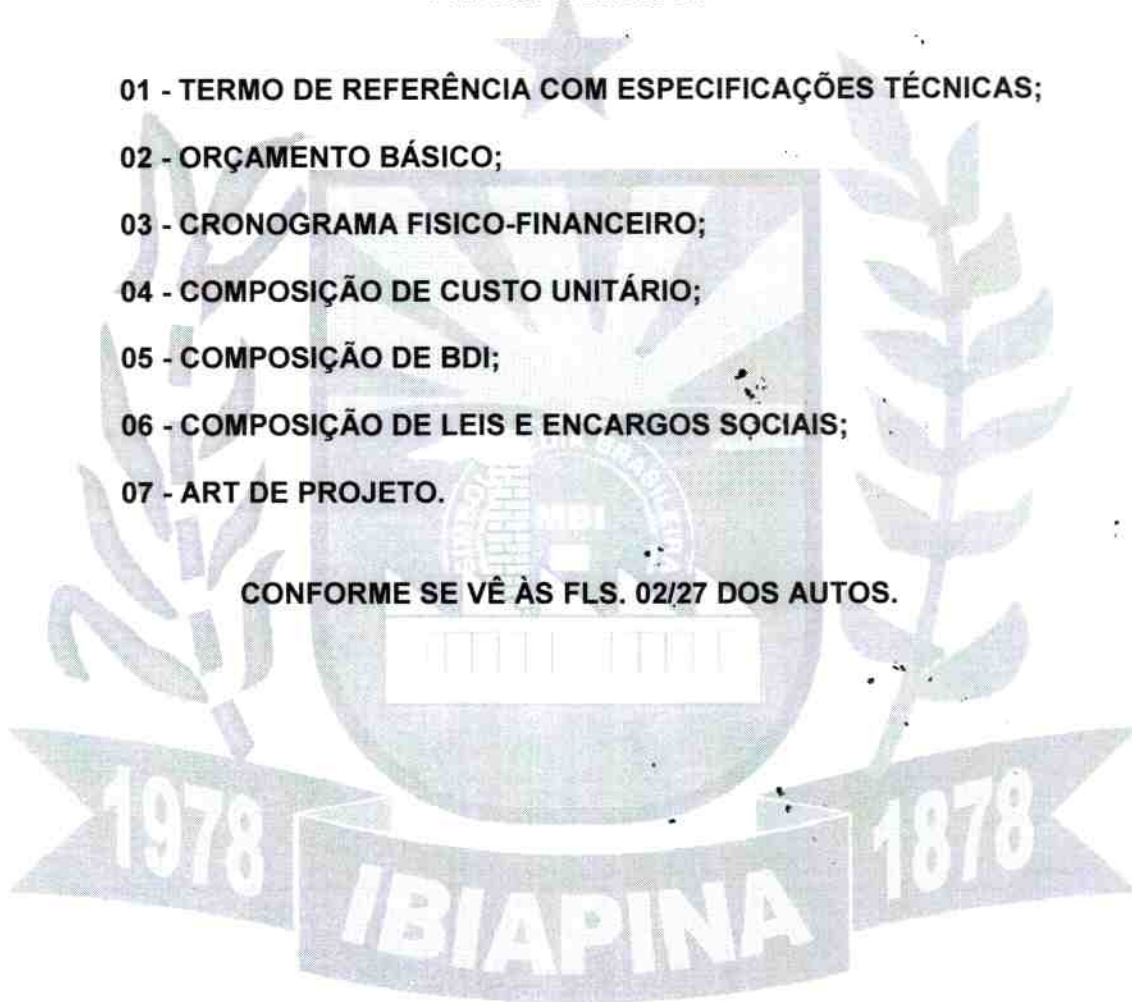 01 - TERMO DE REFERÊNCIA COM ESPECIFICAÇÕES TÉCNICAS;
02 - ORÇAMENTO BÁSICO;
03 - CRONOGRAMA FISICO-FINANCEIRO;
04 - COMPOSIÇÃO DE CUSTO UNITÁRIO;
05 - COMPOSIÇÃO DE BDI;
06 - COMPOSIÇÃO DE LEIS E ENCARGOS SOCIAIS;
07 - ART DE PROJETO.
MBI
CONFORME SE VÊ ÀS FLS. 02/27 DOS AUTOS.
1978
1878
IBIAPINA